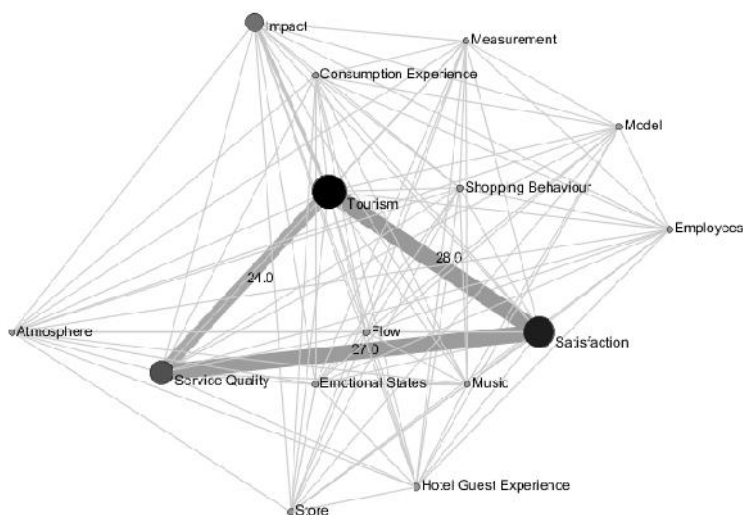 Impact
Measurement
Consumption Experience
Model
Shopping Behaviour
Tourism
Employees
28.0
24.0
Atmosphere
Flow
Satisfaction
27.0
Service Quality
Emotional States
Music
Hotel Guest Experience
Store